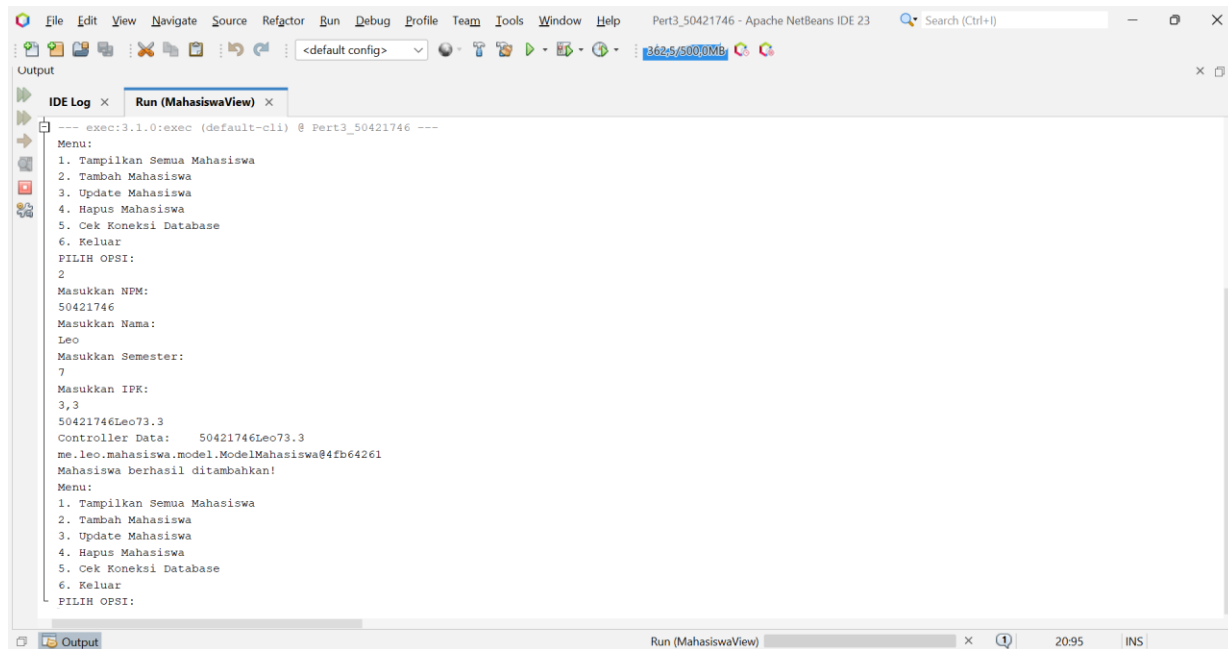 File Edit View Navigate Source Refactor Run Debug Profile Team Tools Window Help Pert3_50421746 - Apache NetBeans IDE 23 Search (Ctrl+I)
<default config> 362,5/500,0MB
Output
IDE Log Run (MahasiswaView)
--- exec:3.1.0:exec (default-cli) @ Pert3_50421746 ---
Menu:
1. Tampilkan Semua Mahasiswa
2. Tambah Mahasiswa
3. Update Mahasiswa
4. Hapus Mahasiswa
5. Cek Koneksi Database
6. Keluar
PILIH OPSI:
2
Masukkan NPM:
50421746
Masukkan Nama:
Leo
Masukkan Semester:
7
Masukkan IPK:
3,3
50421746Leo73.3
Controller Data:    50421746Leo73.3
me.leo.mahasiswa.model.ModelMahasiswa@4fb64261
Mahasiswa berhasil ditambahkan!
Menu:
1. Tampilkan Semua Mahasiswa
2. Tambah Mahasiswa
3. Update Mahasiswa
4. Hapus Mahasiswa
5. Cek Koneksi Database
6. Keluar
PILIH OPSI:
Output Run (MahasiswaView) 1 20:95 INS